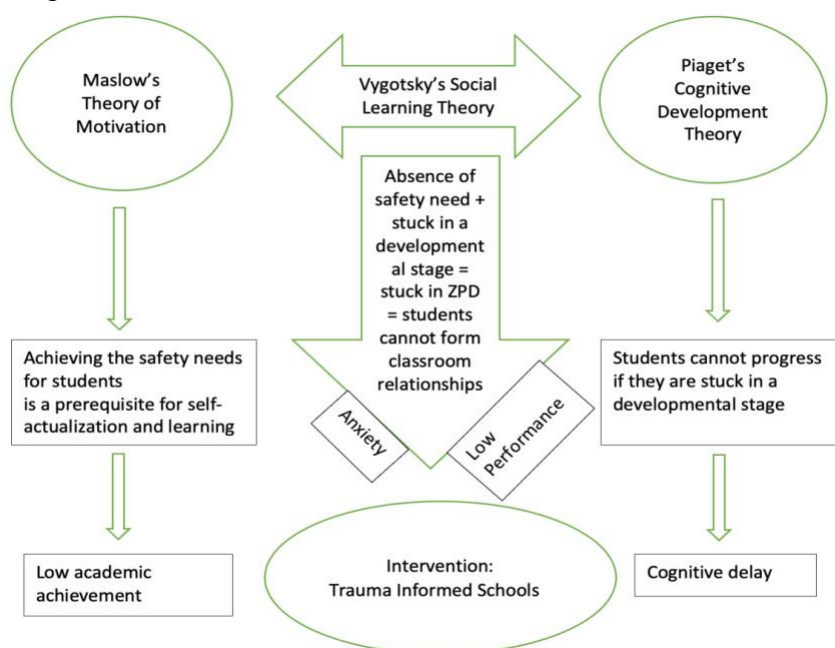 Maslow's
Theory of
Motivation
Vygotsky's Social
Learning Theory
Piaget's
Cognitive
Development
Theory
Absence of
safety need +
stuck in a
development
al stage =
stuck in ZPD
= students
cannot form
classroom
relationships
Achieving the safety needs
for students
is a prerequisite for self-
actualization and learning
Students cannot progress
if they are stuck in a
developmental stage
Anxiety
Low
Performance
Low academic
achievement
Intervention:
Trauma Informed Schools
Cognitive delay